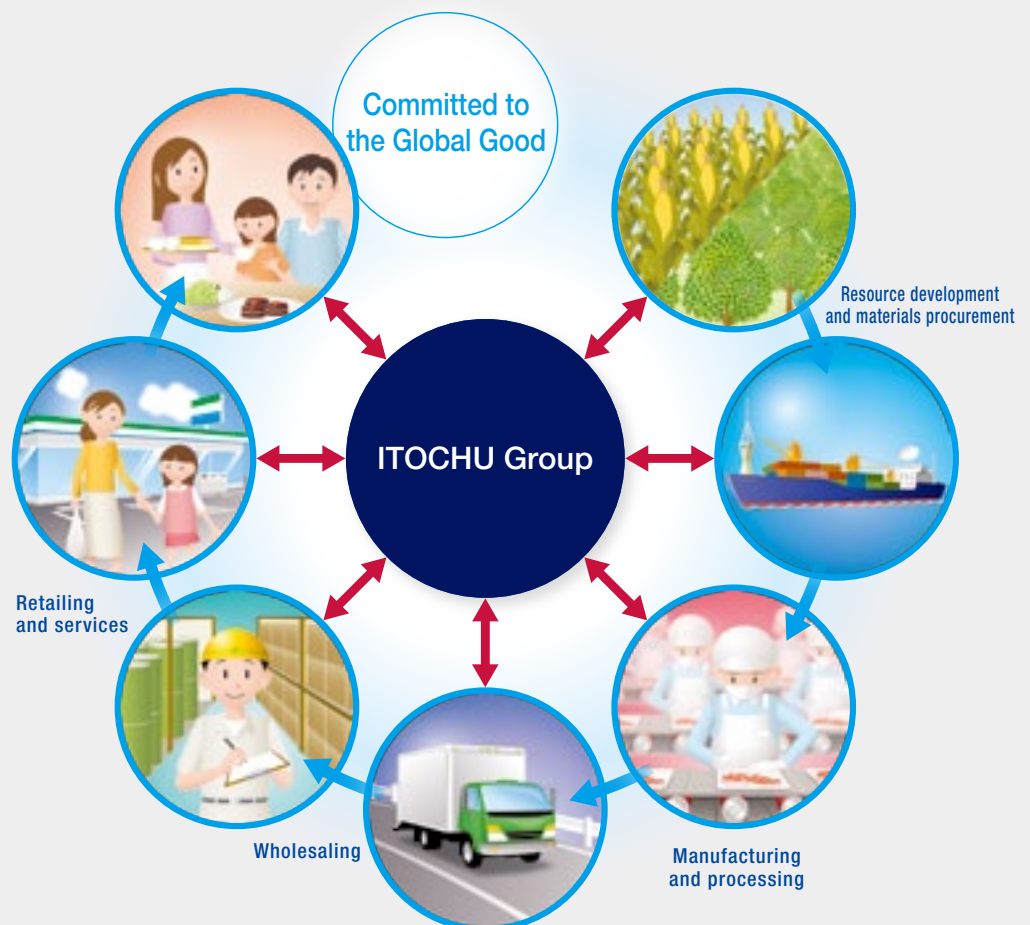 Committed to
the Global Good
Resource development
and materials procurement
ITOCHU Group
Retailing
and services
Wholesaling
Manufacturing
and processing